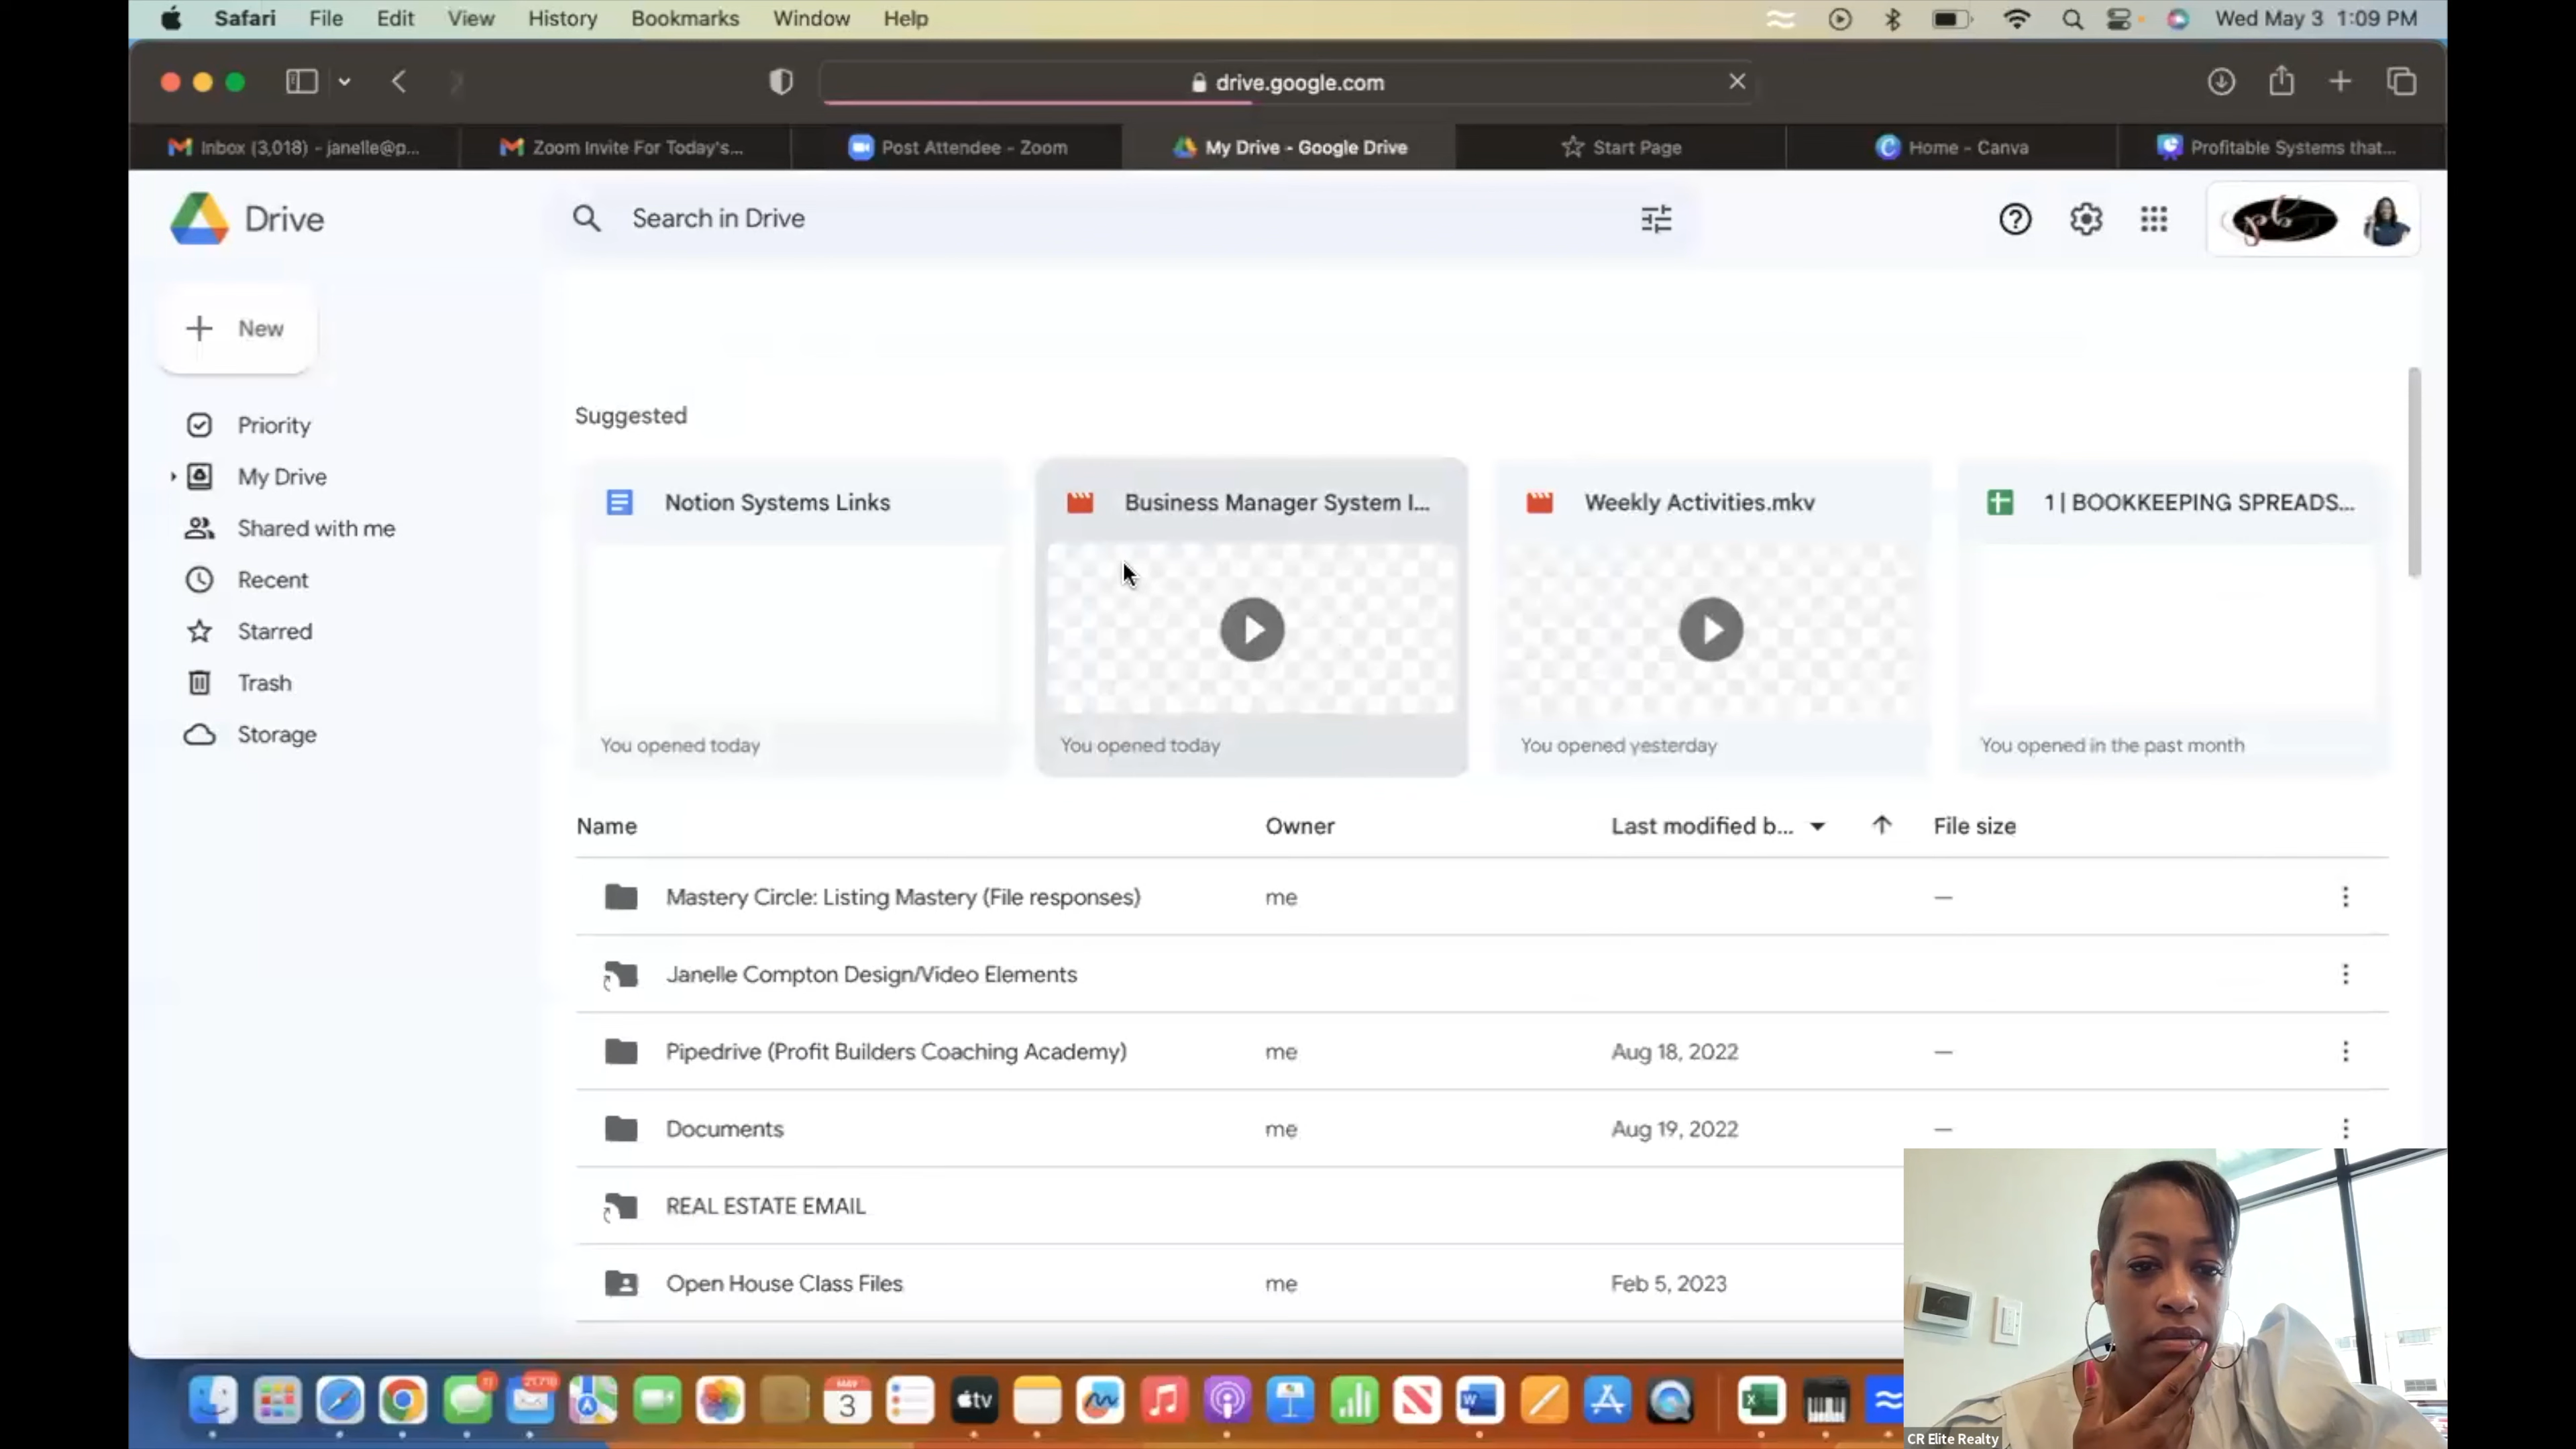 Safari File Edit View History Bookmarks Window Help Wed May 3 1:09 PM
drive.google.com
Inbox (3,018) - janelle@p... Zoom Invite For Today's... Post Attendee - Zoom My Drive - Google Drive Start Page Home - Canva Profitable Systems that...
Drive Search in Drive pb
New
Priority
My Drive
Shared with me
Recent
Starred
Trash
Storage
Suggested
Notion Systems Links Business Manager System I... Weekly Activities.mkv 1 | BOOKKEEPING SPREADS...
You opened today You opened today You opened yesterday You opened in the past month
Name Owner Last modified b... File size
Mastery Circle: Listing Mastery (File responses) me —
Janelle Compton Design/Video Elements
Pipedrive (Profit Builders Coaching Academy) me Aug 18, 2022 —
Documents me Aug 19, 2022 —
REAL ESTATE EMAIL
Open House Class Files me Feb 5, 2023
MAY
3
tv
CR Elite Realty